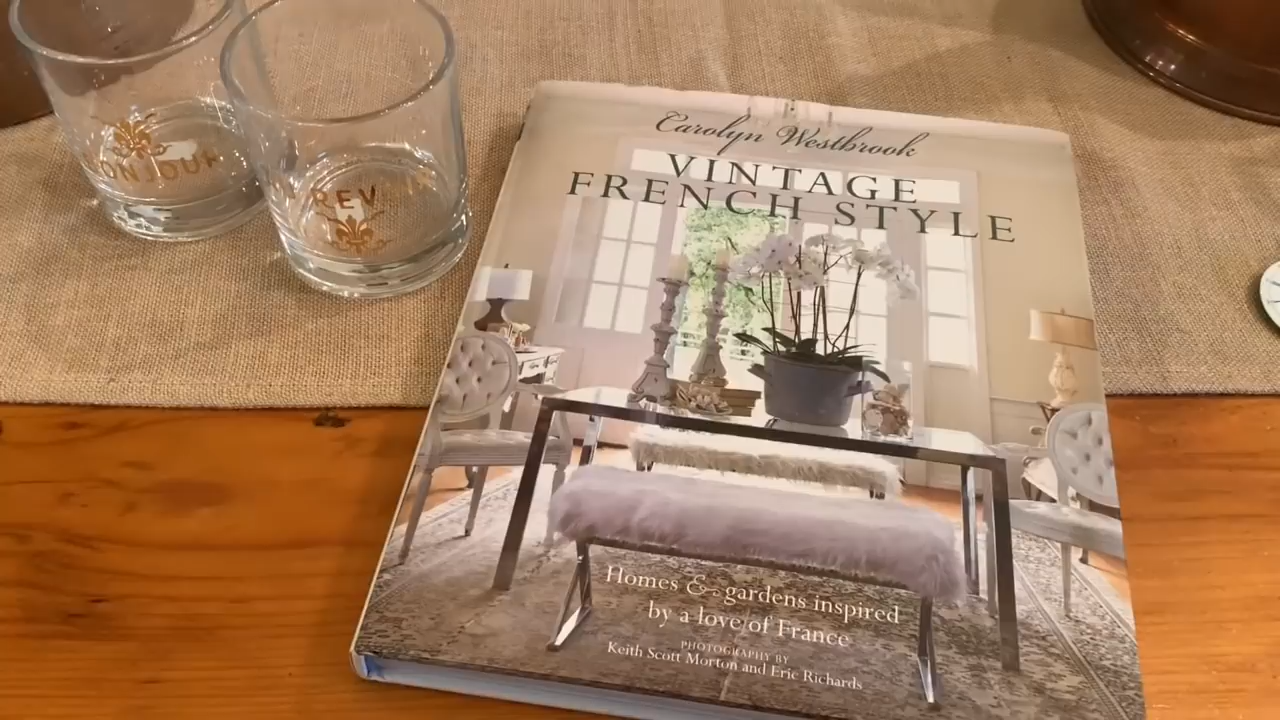 BONJOUR
REVOIR
Carolyn Westbrook
VINTAGE
FRENCH STYLE
Homes & gardens inspired
by a love of France
PHOTOGRAPHY BY
Keith Scott Morton and Eric Richards